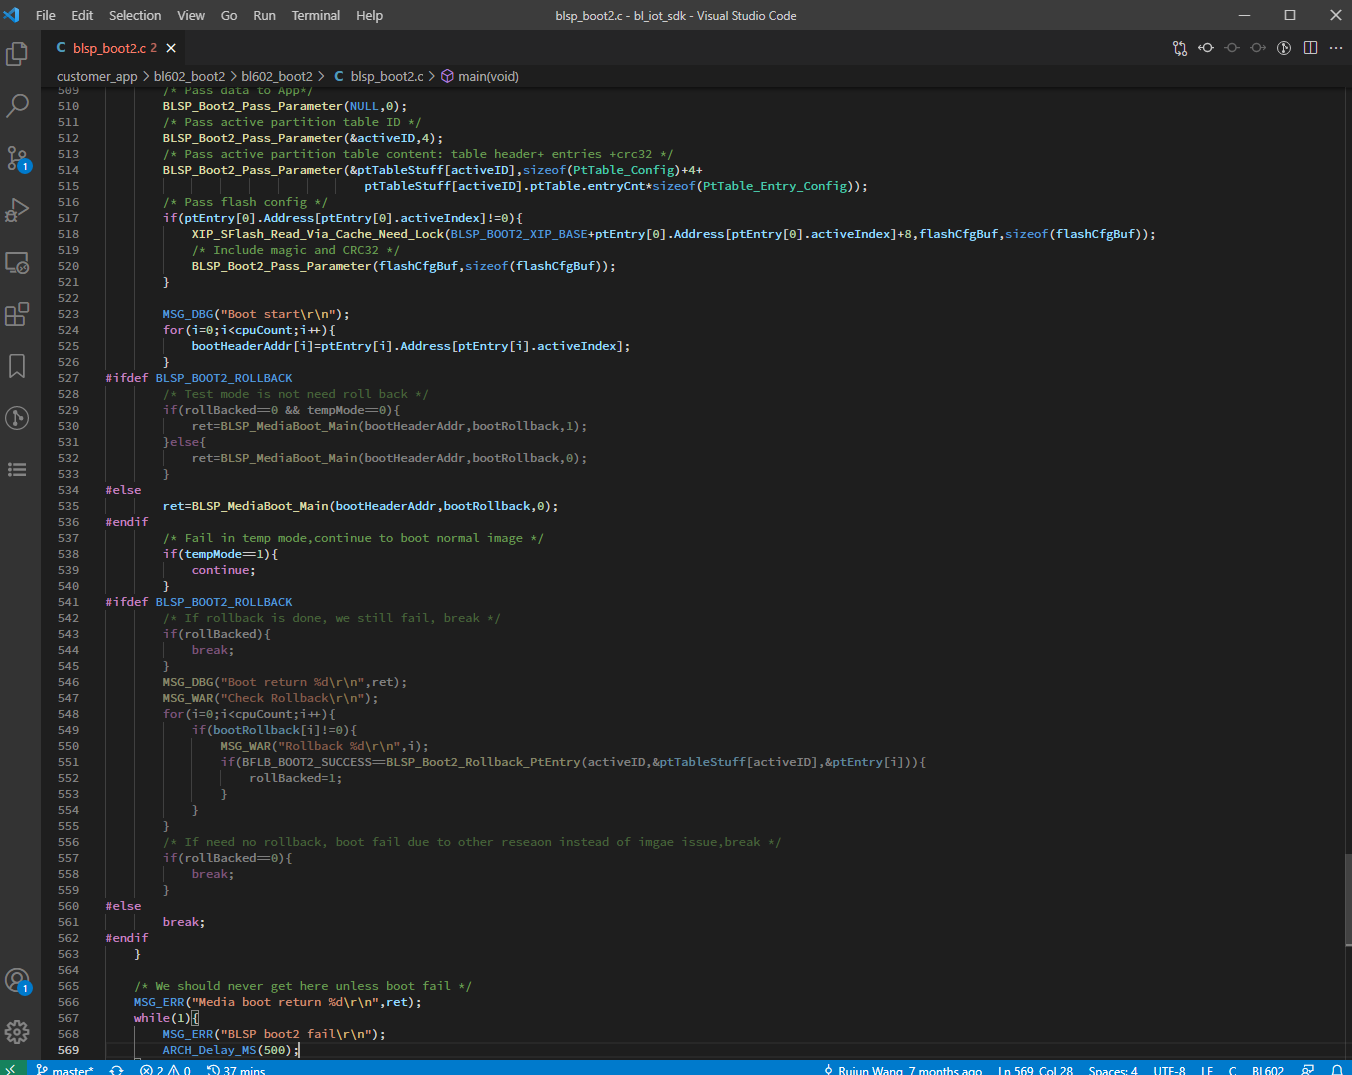 File Edit Selection View Go Run Terminal Help blsp_boot2.c - bl_iot_sdk - Visual Studio Code
C blsp_boot2.c 2
customer_app > bl602_boot2 > bl602_boot2 > C blsp_boot2.c > main(void)
509 /* Pass data to App*/
510 BLSP_Boot2_Pass_Parameter(NULL,0);
511 /* Pass active partition table ID */
512 BLSP_Boot2_Pass_Parameter(&activeID,4);
513 /* Pass active partition table content: table header+ entries +crc32 */
514 BLSP_Boot2_Pass_Parameter(&ptTableStuff[activeID],sizeof(PtTable_Config)+4+
515 ptTableStuff[activeID].ptTable.entryCnt*sizeof(PtTable_Entry_Config));
516 /* Pass flash config */
517 if(ptEntry[0].Address[ptEntry[0].activeIndex]!=0){
518 XIP_SFlash_Read_Via_Cache_Need_Lock(BLSP_BOOT2_XIP_BASE+ptEntry[0].Address[ptEntry[0].activeIndex]+8,flashCfgBuf,sizeof(flashCfgBuf));
519 /* Include magic and CRC32 */
520 BLSP_Boot2_Pass_Parameter(flashCfgBuf,sizeof(flashCfgBuf));
521 }
522
523 MSG_DBG("Boot start\r\n");
524 for(i=0;i<cpuCount;i++){
525 bootHeaderAddr[i]=ptEntry[i].Address[ptEntry[i].activeIndex];
526 }
527 #ifdef BLSP_BOOT2_ROLLBACK
528 /* Test mode is not need roll back */
529 if(rollBacked==0 && tempMode==0){
530 ret=BLSP_MediaBoot_Main(bootHeaderAddr,bootRollback,1);
531 }else{
532 ret=BLSP_MediaBoot_Main(bootHeaderAddr,bootRollback,0);
533 }
534 #else
535 ret=BLSP_MediaBoot_Main(bootHeaderAddr,bootRollback,0);
536 #endif
537 /* Fail in temp mode,continue to boot normal image */
538 if(tempMode==1){
539 continue;
540 }
541 #ifdef BLSP_BOOT2_ROLLBACK
542 /* If rollback is done, we still fail, break */
543 if(rollBacked){
544 break;
545 }
546 MSG_DBG("Boot return %d\r\n",ret);
547 MSG_WAR("Check Rollback\r\n");
548 for(i=0;i<cpuCount;i++){
549 if(bootRollback[i]!=0){
550 MSG_WAR("Rollback %d\r\n",i);
551 if(BFLB_BOOT2_SUCCESS==BLSP_Boot2_Rollback_PtEntry(activeID,&ptTableStuff[activeID],&ptEntry[i])){
552 rollBacked=1;
553 }
554 }
555 }
556 /* If need no rollback, boot fail due to other reseaon instead of imgae issue,break */
557 if(rollBacked==0){
558 break;
559 }
560 #else
561 break;
562 #endif
563 }
564
565 /* We should never get here unless boot fail */
566 MSG_ERR("Media boot return %d\r\n",ret);
567 while(1){
568 MSG_ERR("BLSP boot2 fail\r\n");
569 ARCH_Delay_MS(500);
1
1
master* 2 0 37 mins Ruijun Wang, 7 months ago Ln 569, Col 28 Spaces: 4 UTF-8 LF C BL602